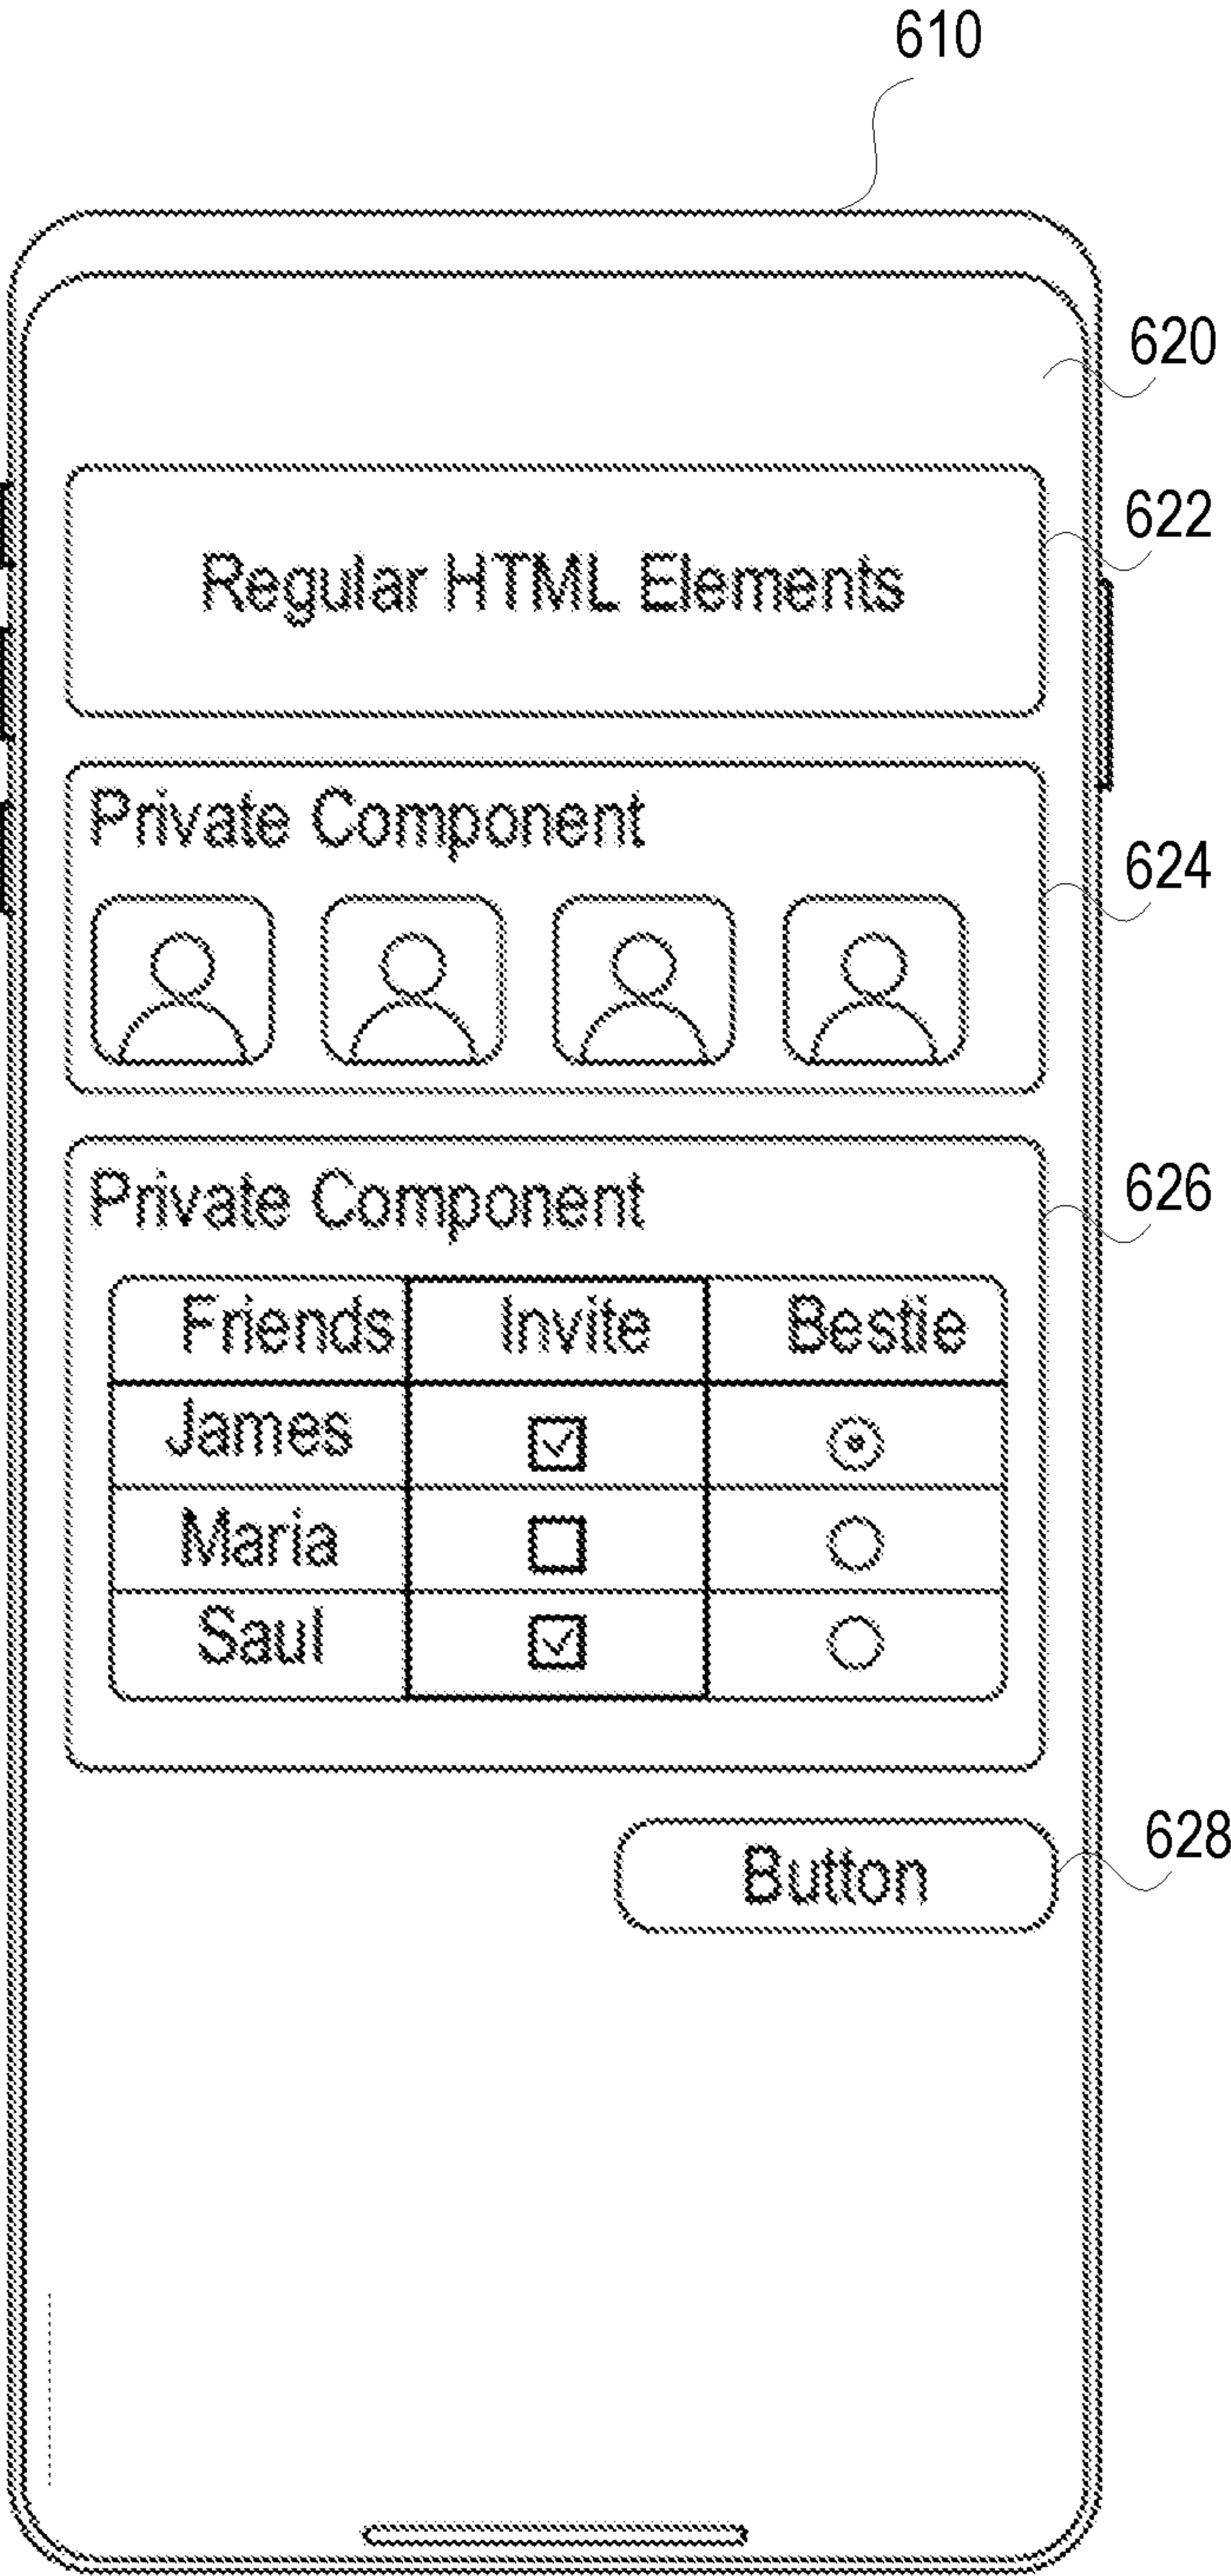 610
620
622
Regular HTML Elements
Private Component
624
Private Component
626
Friends Invite Bestie
James
Maria
Saul
Button
628